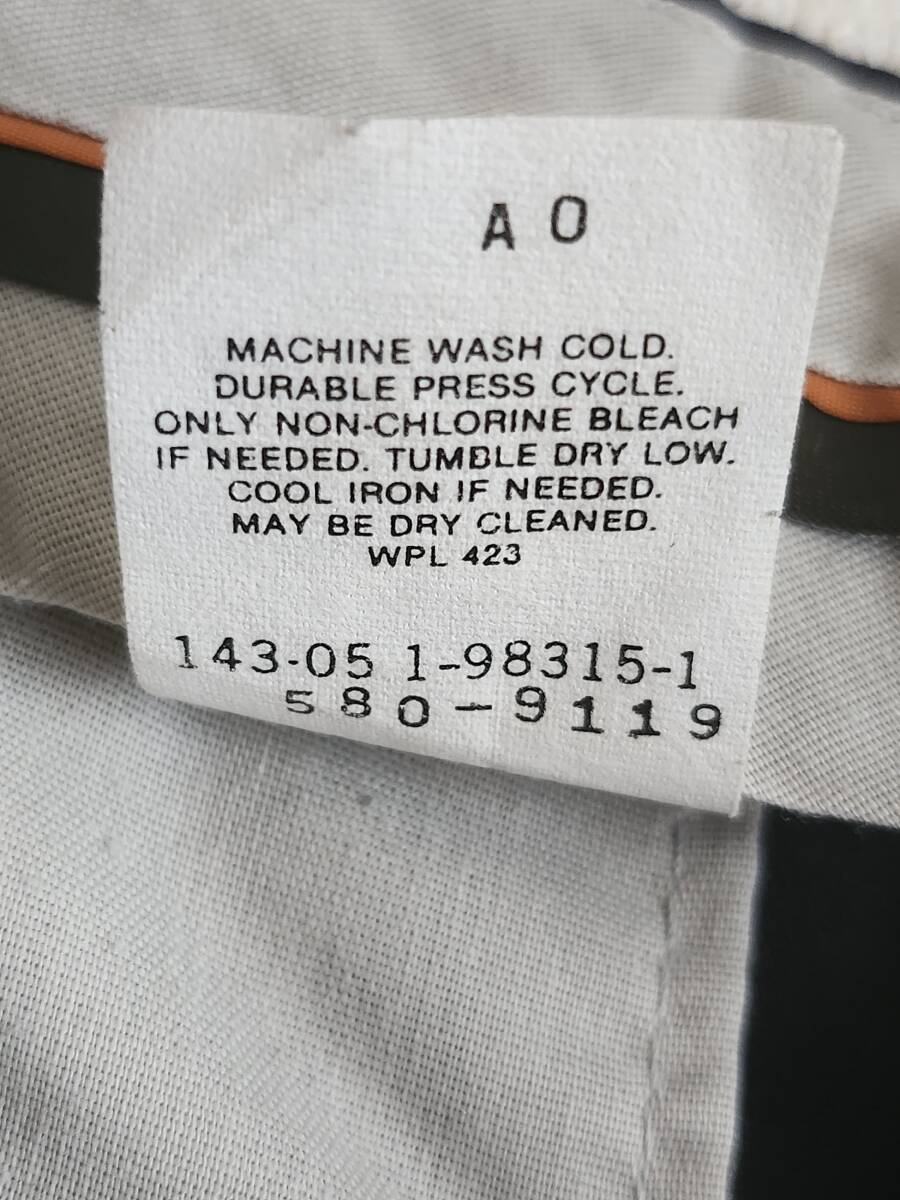 A 0
MACHINE WASH COLD.
DURABLE PRESS CYCLE.
ONLY NON-CHLORINE BLEACH
IF NEEDED. TUMBLE DRY LOW.
COOL IRON IF NEEDED.
MAY BE DRY CLEANED.
WPL 423
143-05 1-98315-1
580-9119